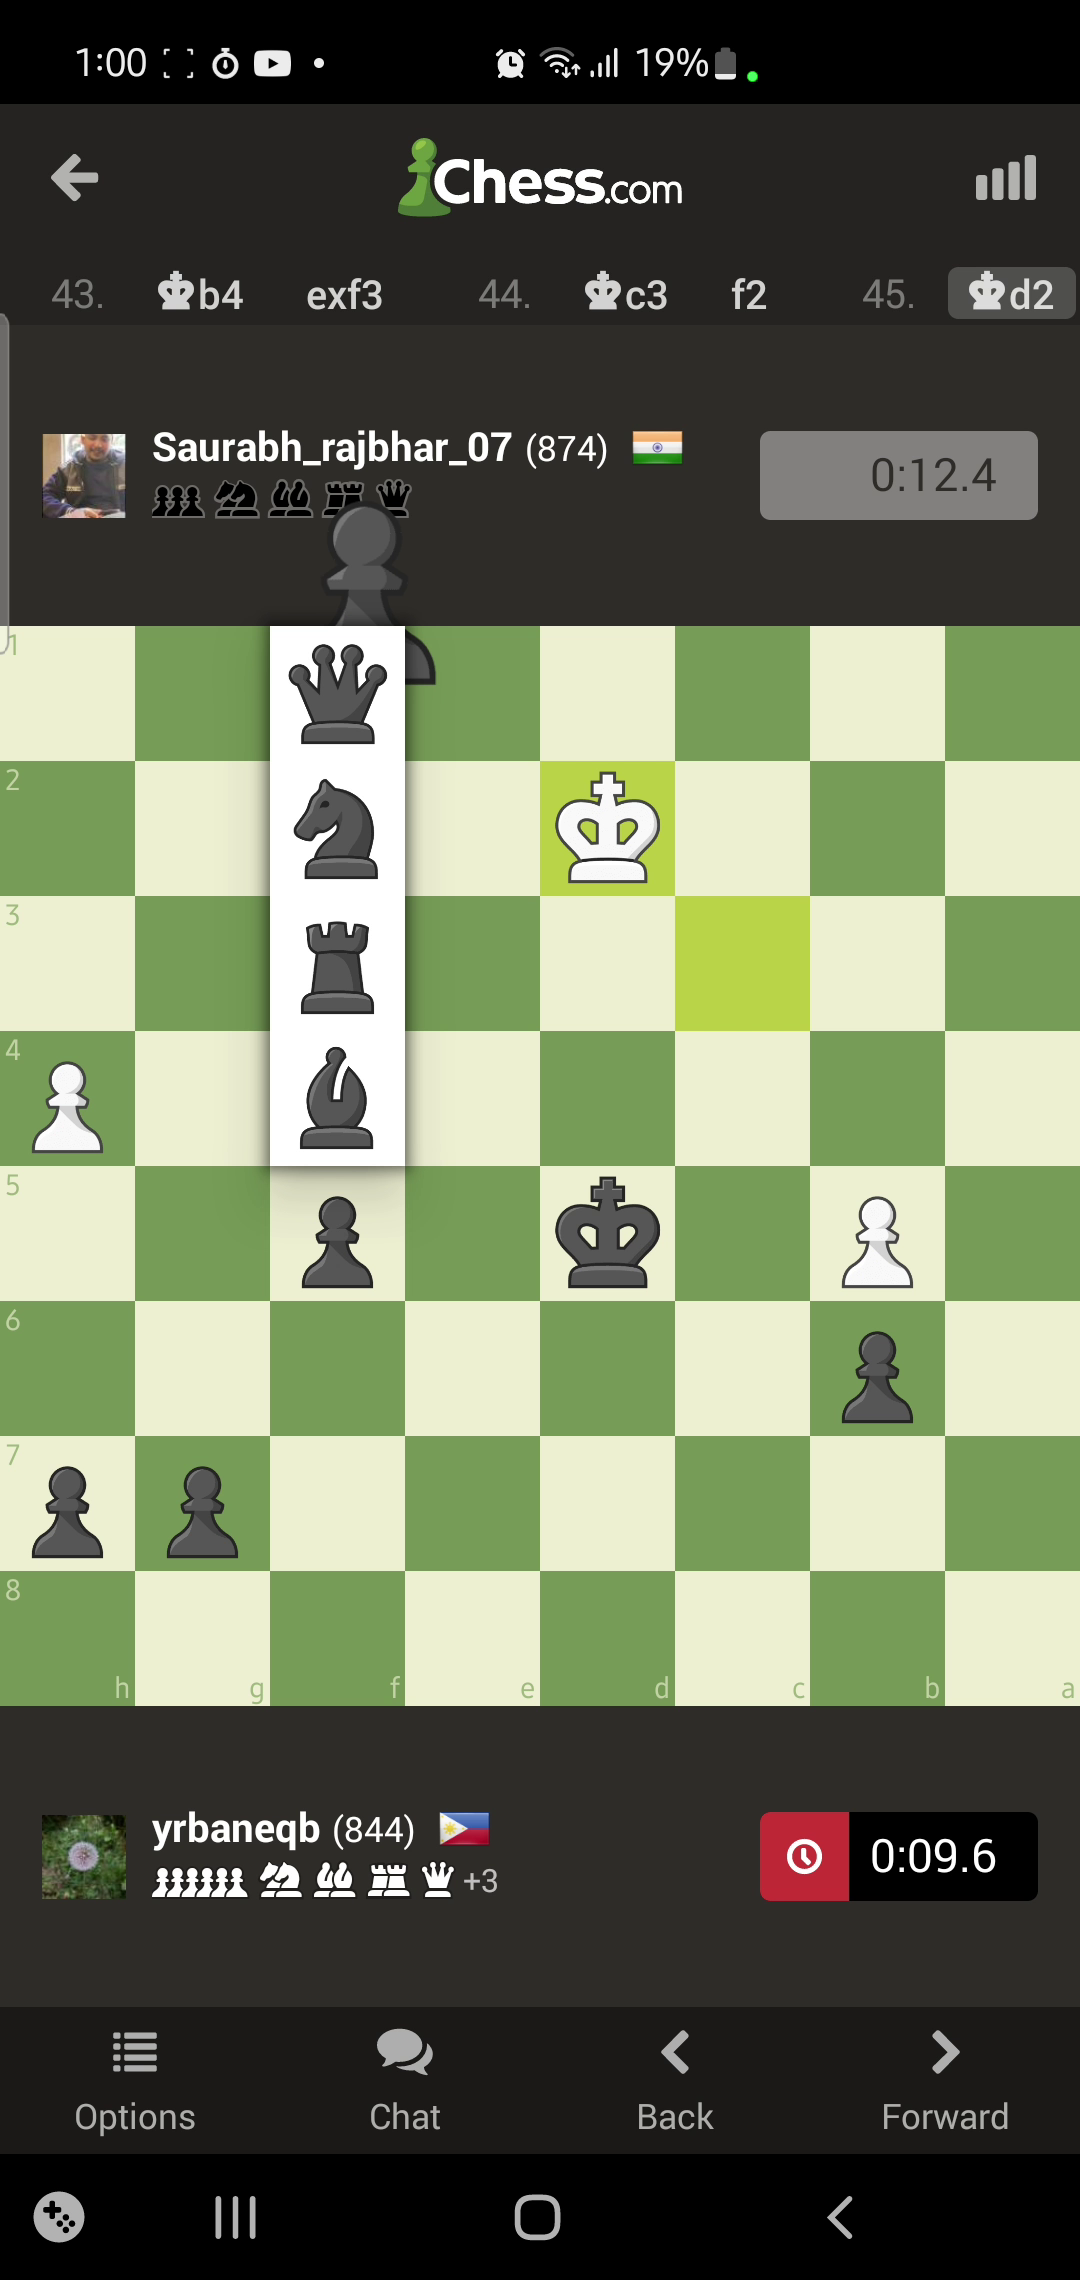 1:00 19%
Chess.com
43. b4 exf3 44. c3 f2 45. d2
Saurabh_rajbhar_07 (874)
0:12.4
1
2
3
4
5
6
7
8
h g f e d c b a
yrbaneqb (844)
+3
0:09.6
Options Chat Back Forward